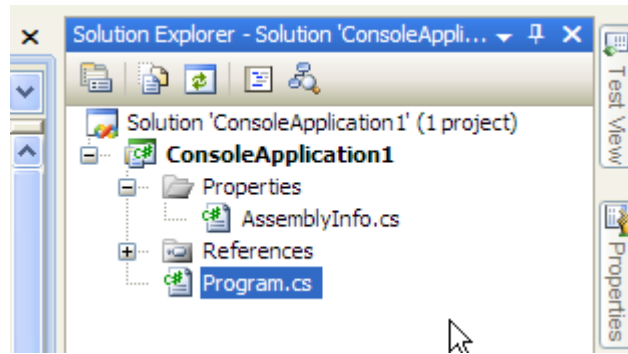 Solution Explorer - Solution 'ConsoleAppli...
Solution 'ConsoleApplication1' (1 project)
ConsoleApplication1
Properties
AssemblyInfo.cs
References
Program.cs
Test View
Properties